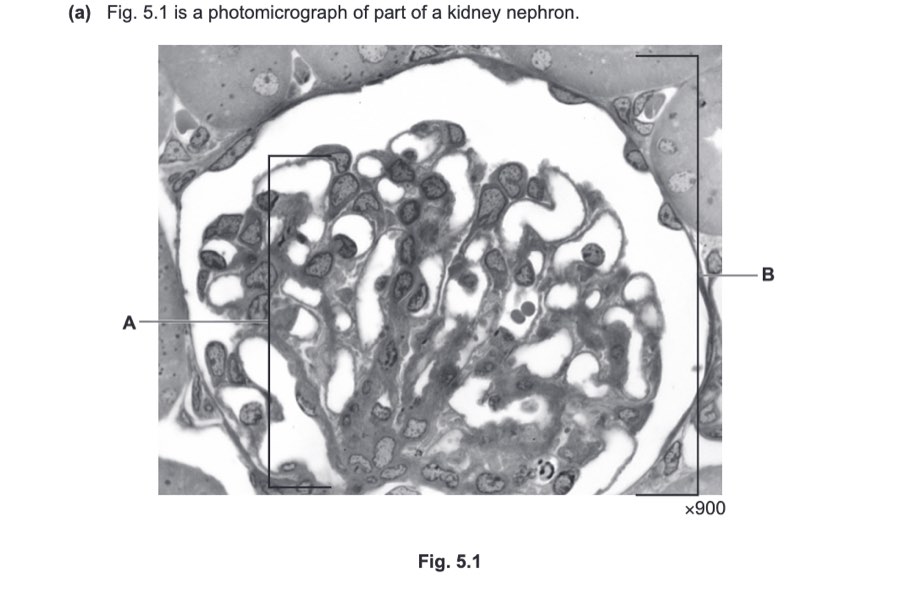 (a) Fig. 5.1 is a photomicrograph of part of a kidney nephron.
A
B
×900
Fig. 5.1